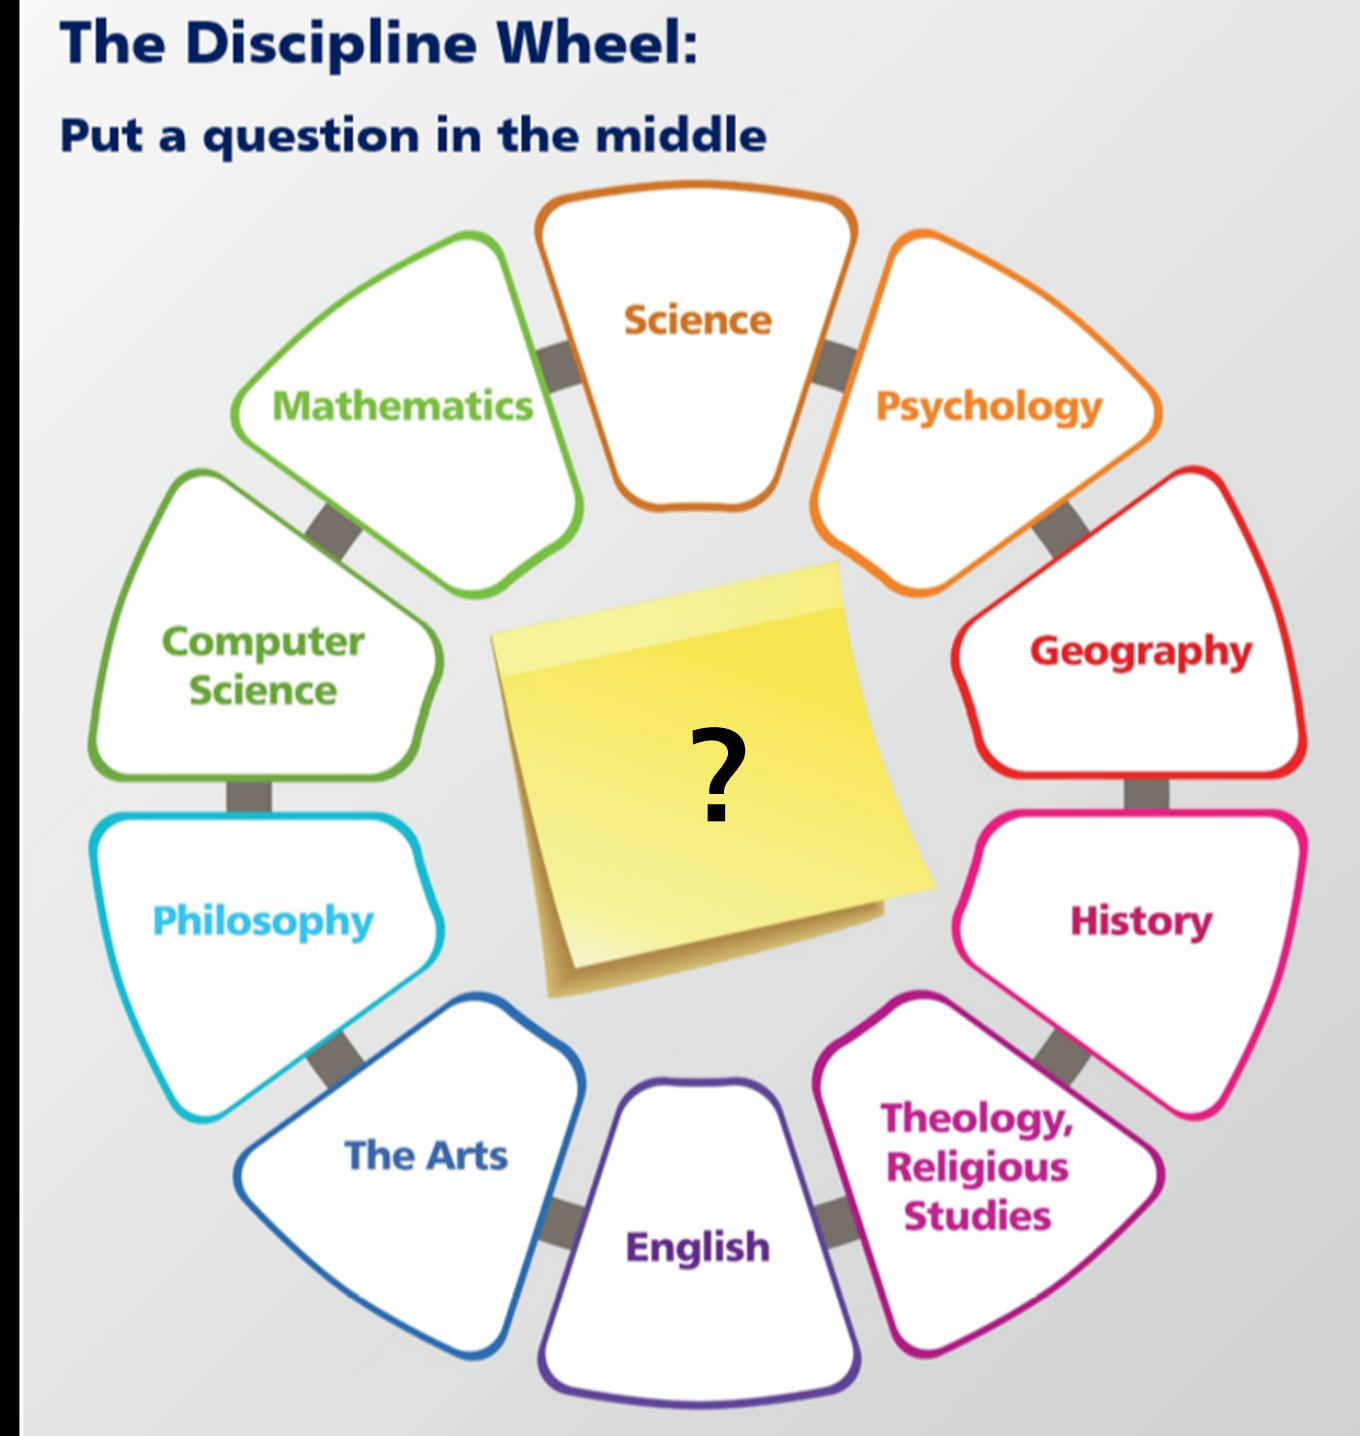 The Discipline Wheel:
Put a question in the middle
Science
Mathematics
Psychology
Computer
Science
Geography
?
Philosophy
History
The Arts
Theology,
Religious
Studies
English